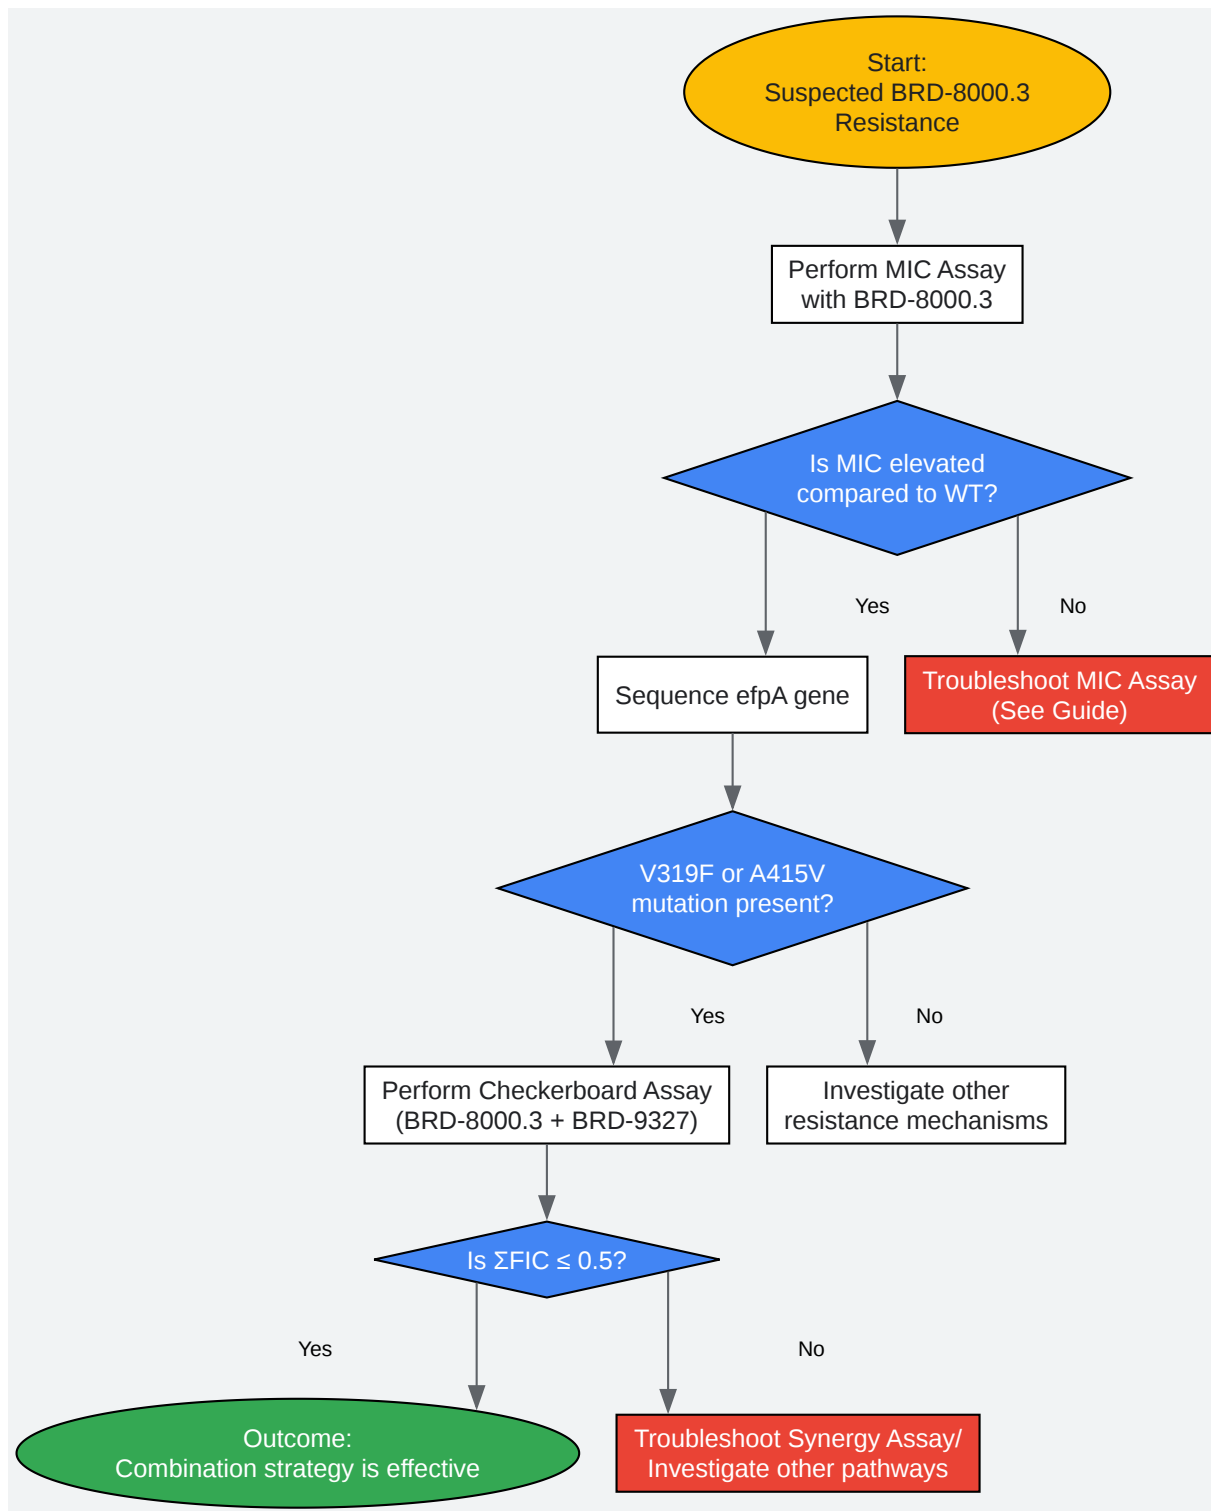 Start:
Suspected BRD-8000.3
Resistance
Perform MIC Assay
with BRD-8000.3
Is MIC elevated
compared to WT?
Yes
No
Sequence efpA gene
Troubleshoot MIC Assay
(See Guide)
V319F or A415V
mutation present?
Yes
No
Perform Checkerboard Assay
(BRD-8000.3 + BRD-9327)
Investigate other
resistance mechanisms
Is ΣFIC ≤ 0.5?
Yes
No
Outcome:
Combination strategy is effective
Troubleshoot Synergy Assay/
Investigate other pathways